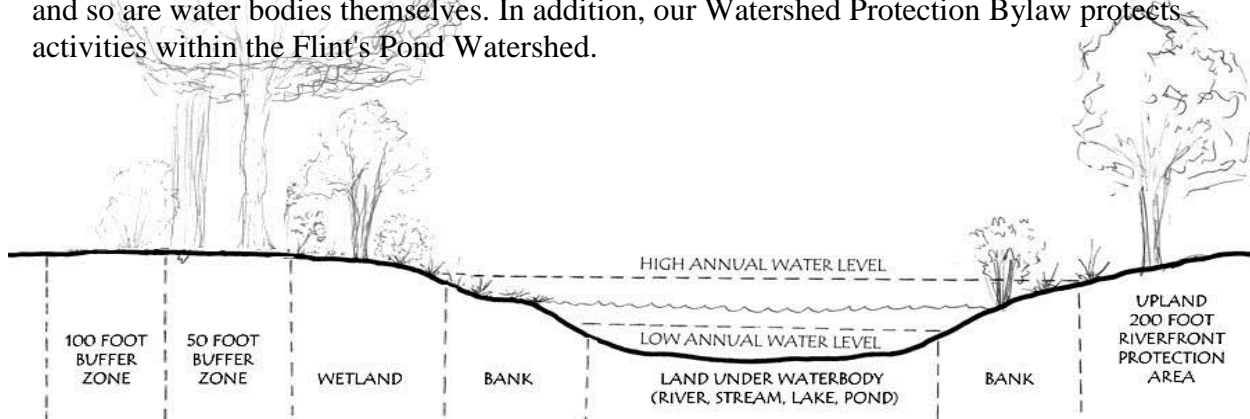 and so are water bodies themselves. In addition, our Watershed Protection Bylaw protects
activities within the Flint's Pond Watershed.
HIGH ANNUAL WATER LEVEL
LOW ANNUAL WATER LEVEL
100 FOOT
BUFFER
ZONE
50 FOOT
BUFFER
ZONE
WETLAND
BANK
LAND UNDER WATERBODY
(RIVER, STREAM, LAKE, POND)
BANK
UPLAND
200 FOOT
RIVERFRONT
PROTECTION
AREA